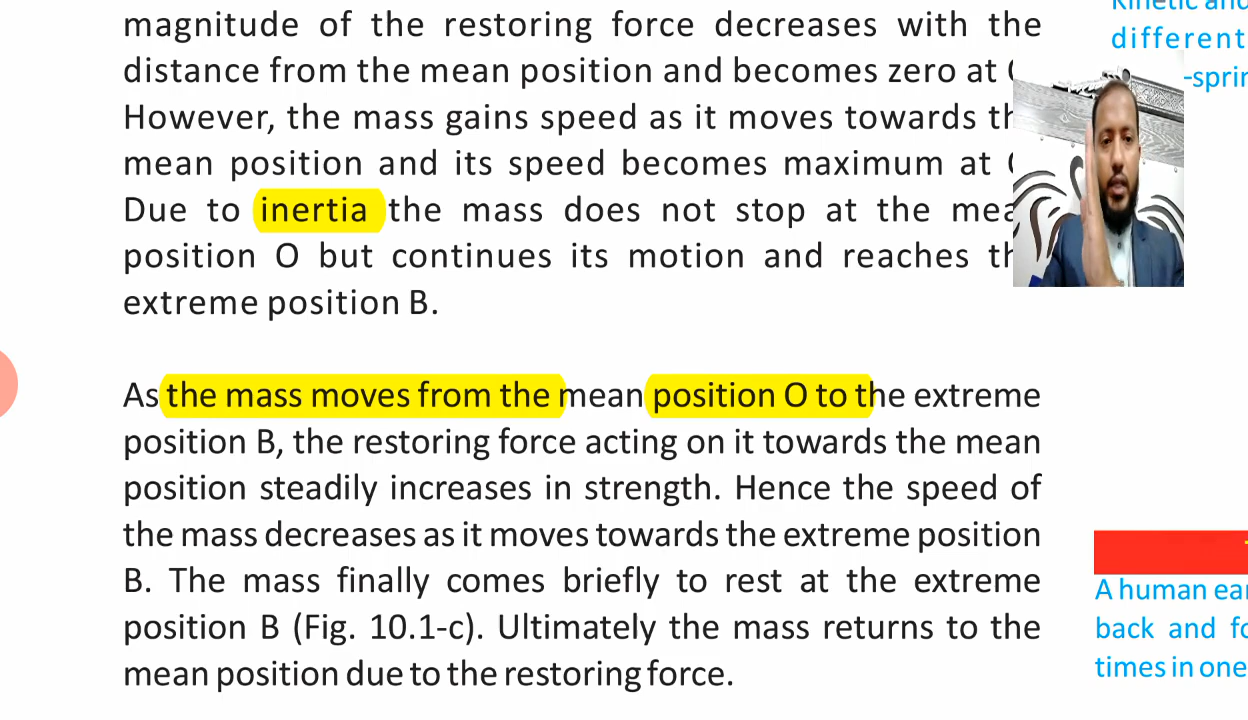 magnitude of the restoring force decreases with the
distance from the mean position and becomes zero at
However, the mass gains speed as it moves towards
mean position and its speed becomes maximum at
Due to inertia the mass does not stop at the
position O but continues its motion and reaches
extreme position B.
As the mass moves from the mean position O to the extreme
position B, the restoring force acting on it towards the mean
position steadily increases in strength. Hence the speed of
the mass decreases as it moves towards the extreme position
B. The mass finally comes briefly to rest at the extreme
position B (Fig. 10.1-c). Ultimately the mass returns to the
mean position due to the restoring force.
Kinetic and
different
-sprin
A human ear
back and fo
times in one